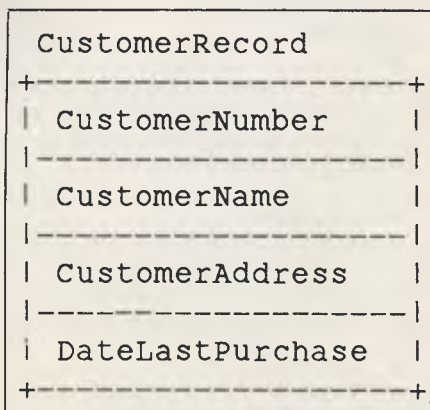 CustomerRecord
+--------------------+
| CustomerNumber |
|--------------------|
| CustomerName |
|--------------------|
| CustomerAddress |
|--------------------|
| DateLastPurchase |
+--------------------+